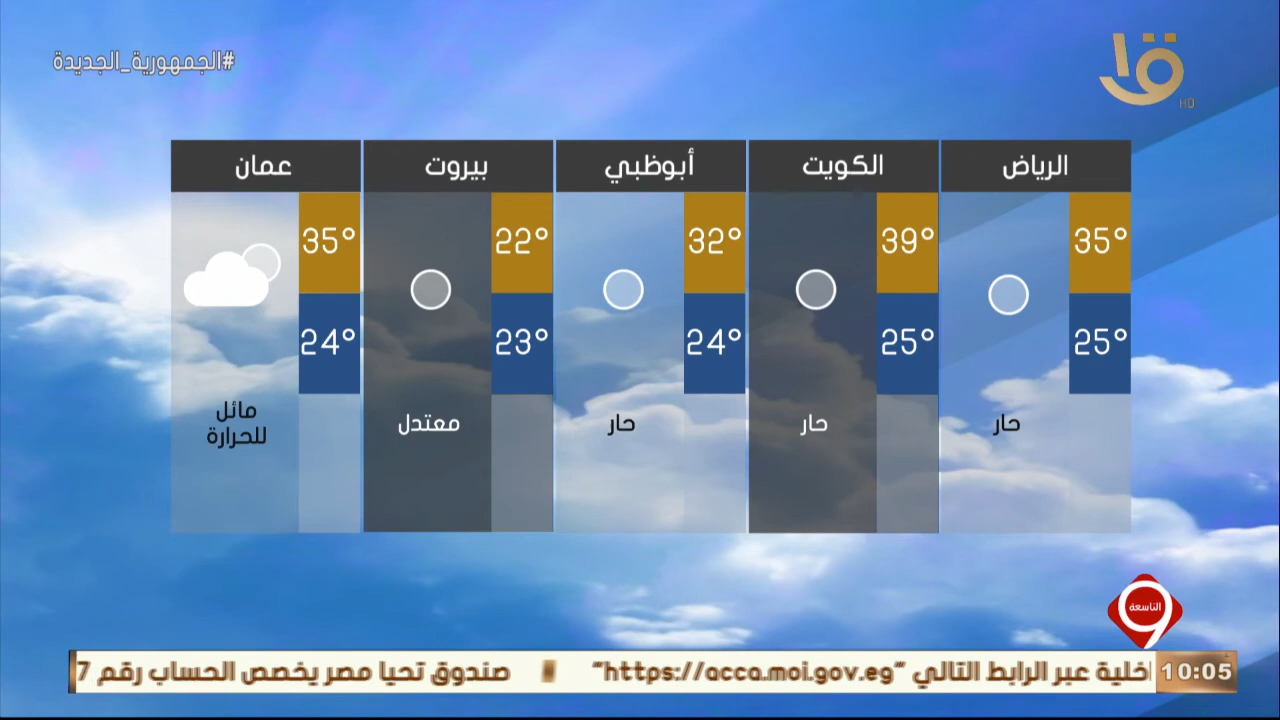 #الجمهورية_الجديدة
HD
الرياض
35°
25°
حار
الكويت
39°
25°
حار
أبوظبي
32°
24°
حار
بيروت
22°
23°
معتدل
عمان
35°
24°
مائل
للحرارة
التاسعة
9
10:05
اخلية عبر الرابط التالي "https://acca.moi.gov.eg" صندوق تحيا مصر يخصص الحساب رقم 7